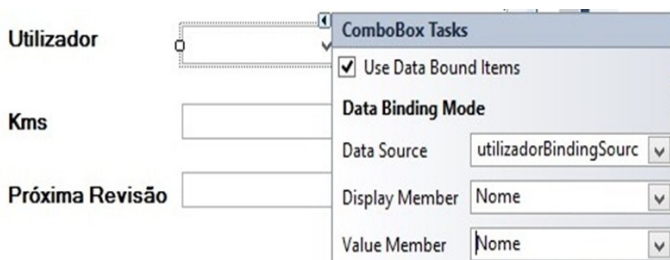 Utilizador
Kms
Próxima Revisão
ComboBox Tasks
Use Data Bound Items
Data Binding Mode
Data Source utilizadorBindingSourc
Display Member Nome
Value Member Nome